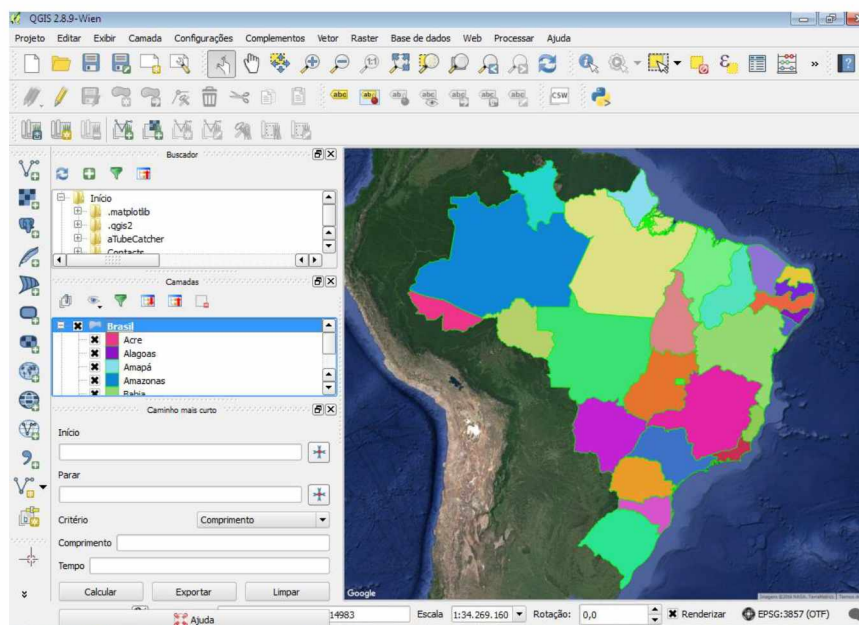 QGIS 2.8.9-Wien
Projeto Editar Exibir Camada Configurações Complementos Vetor Raster Base de dados Web Processar Ajuda
abc
CSW
Buscador
Início
.matplotlib
.qgis2
aTubeCatcher
Contacts
Camadas
Brasil
Acre
Alagoas
Amapá
Amazonas
Bahia
Caminho mais curto
Início
Parar
Critério Comprimento
Comprimento
Tempo
Calcular Exportar Limpar
Google
Ajuda 14983 Escala 1:34.269.160 Rotação: 0,0 Renderizar EPSG:3857 (OTF)